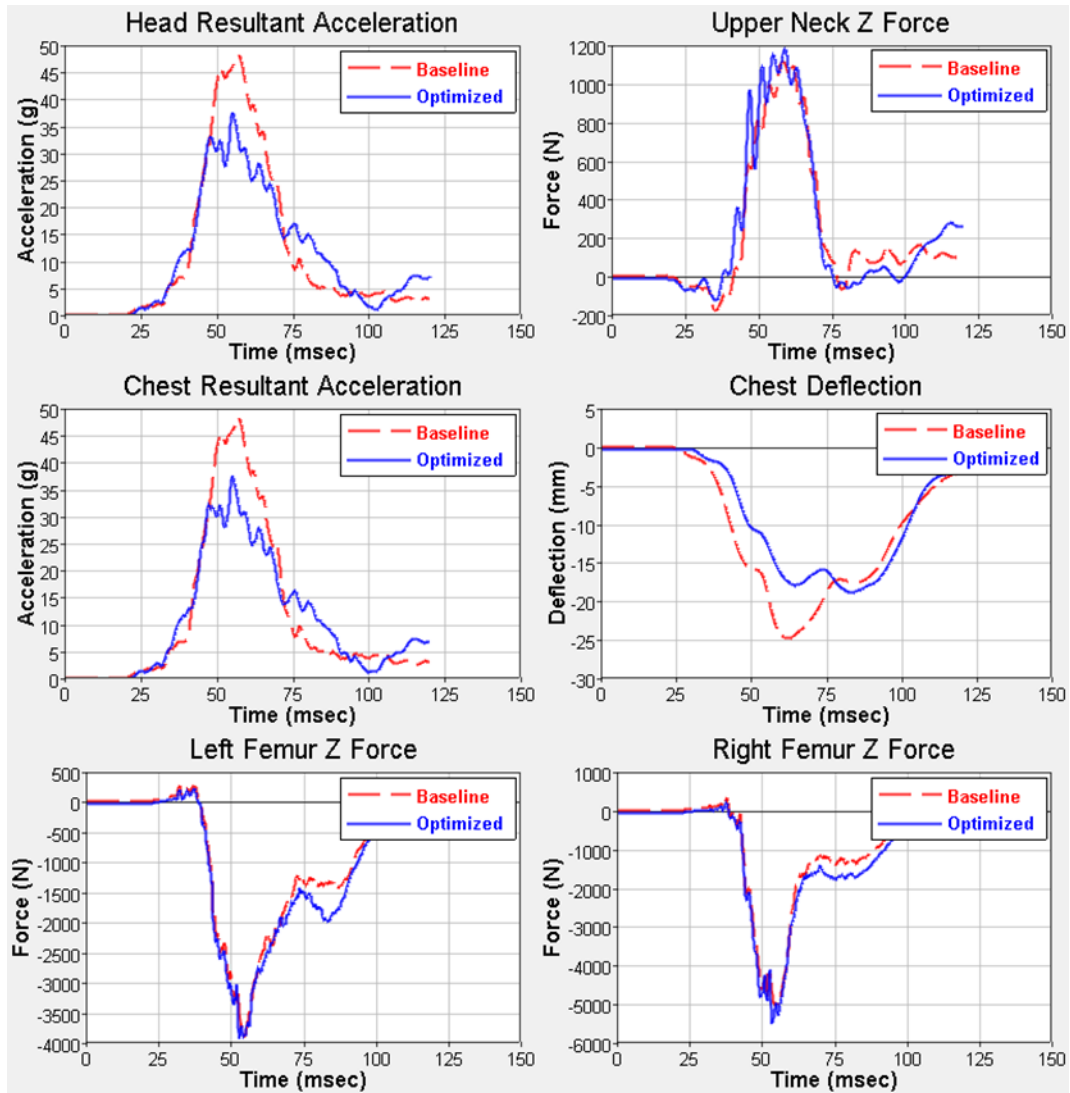 Head Resultant Acceleration
Upper Neck Z Force
50
45
40
35
30
25
20
15
10
5
0
Acceleration (g)
Baseline
Optimized
0 25 50 75 100 125 150
Time (msec)
1200
1000
800
600
400
200
0
-200
Force (N)
Baseline
Optimized
0 25 50 75 100 125 150
Time (msec)
Chest Resultant Acceleration
Chest Deflection
50
45
40
35
30
25
20
15
10
5
0
Acceleration (g)
Baseline
Optimized
0 25 50 75 100 125 150
Time (msec)
5
0
-5
-10
-15
-20
-25
-30
Deflection (mm)
Baseline
Optimized
0 25 50 75 100 125 150
Time (msec)
Left Femur Z Force
Right Femur Z Force
500
0
-500
-1000
-1500
-2000
-2500
-3000
-3500
-4000
Force (N)
Baseline
Optimized
0 50 100 150
Time (msec)
1000
0
-1000
-2000
-3000
-4000
-5000
-6000
Force (N)
Baseline
Optimized
0 50 100 150
Time (msec)